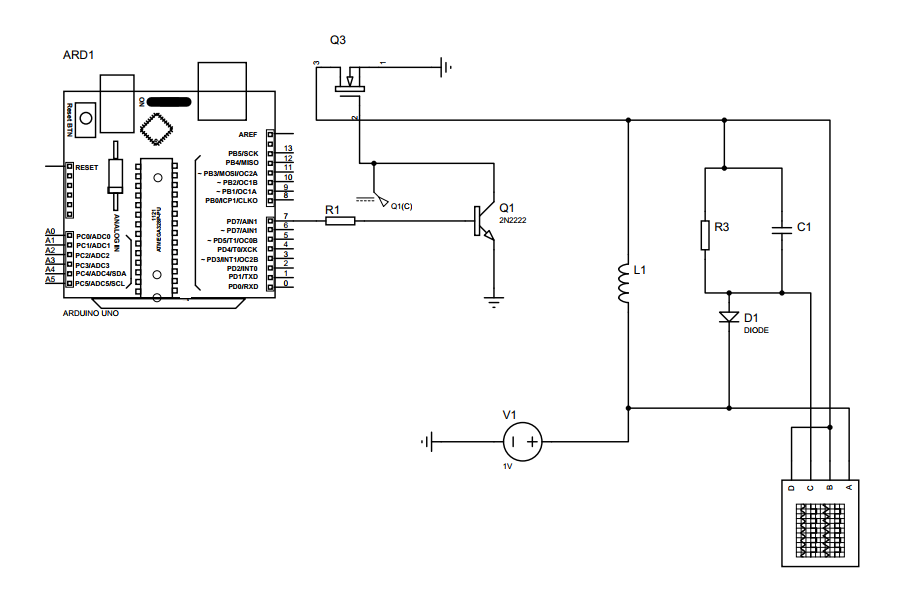 ARD1
Q3
3
1
2
ON
Reset BTN
AREF
RESET
PB5/SCK 13
PB4/MISO 12
~ PB3/MOSI/OC2A 11
~ PB2/OC1B 10
~ PB1/OC1A 9
PB0/ICP1/CLKO 8
1121
ATMEGA328P-PU
ANALOG IN
PD7/AIN1 7
~ PD7/AIN1 6
~ PD5/T1/OC0B 5
PD4/T0/XCK 4
~ PD3/INT1/OC2B 3
PD2/INT0 2
PD1/TXD 1
PD0/RXD 0
A0 PC0/ADC0
A1 PC1/ADC1
A2 PC2/ADC2
A3 PC3/ADC3
A4 PC4/ADC4/SDA
A5 PC5/ADC5/SCL
ARDUINO UNO
R1
Q1(C)
Q1
2N2222
L1
R3
C1
D1
DIODE
V1
1V
D
C
B
A